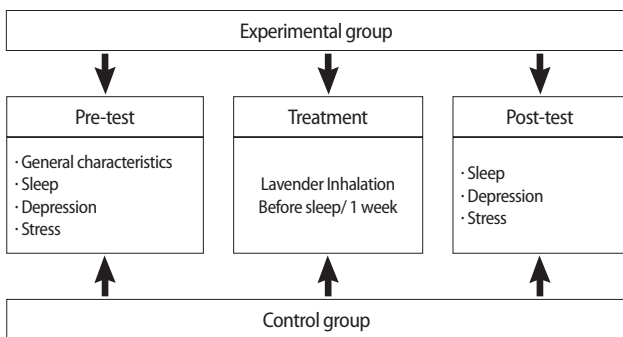 Experimental group
Pre-test
· General characteristics
· Sleep
· Depression
· Stress
Treatment
Lavender Inhalation
Before sleep/ 1 week
Post-test
· Sleep
· Depression
· Stress
Control group